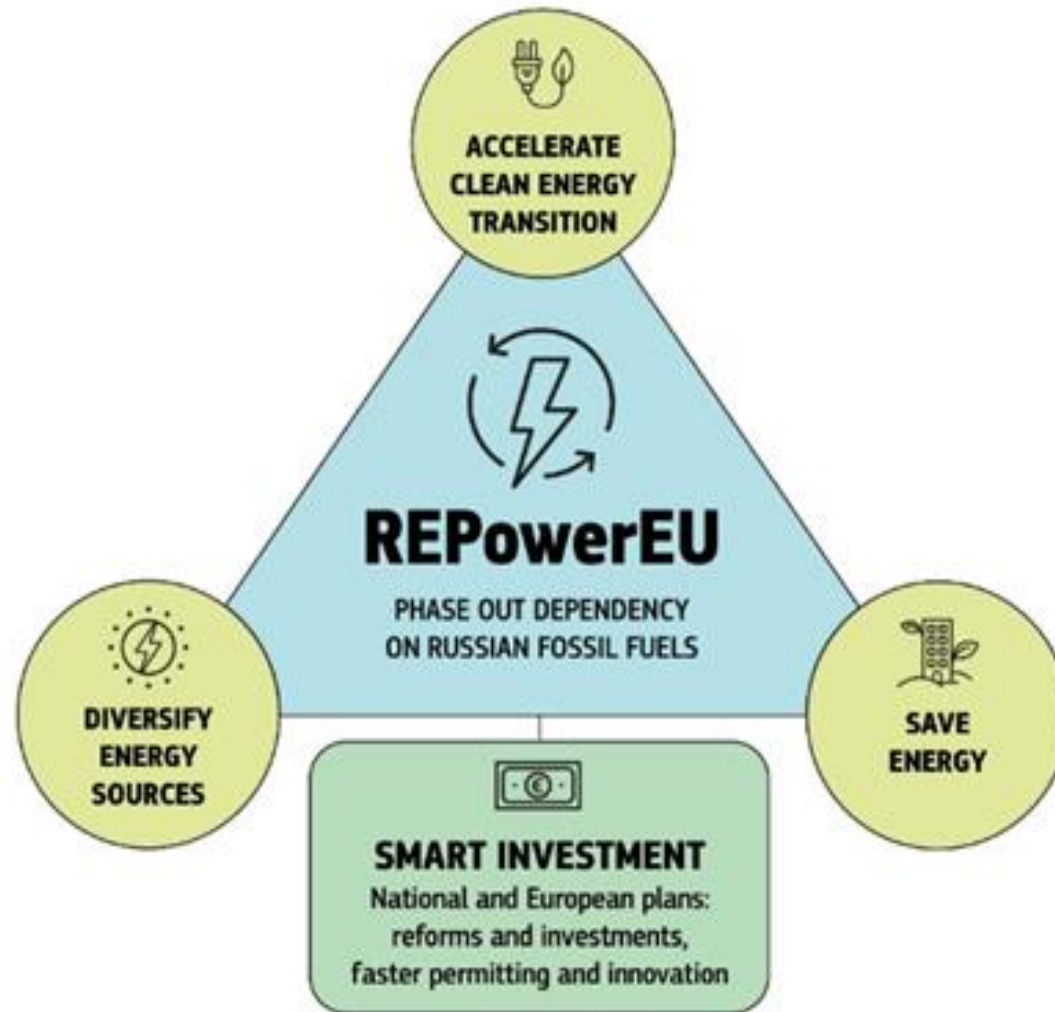 ACCELERATE
CLEAN ENERGY
TRANSITION
REPowerEU
PHASE OUT DEPENDENCY
ON RUSSIAN FOSSIL FUELS
DIVERSIFY
ENERGY
SOURCES
SAVE
ENERGY
€
SMART INVESTMENT
National and European plans:
reforms and investments,
faster permitting and innovation